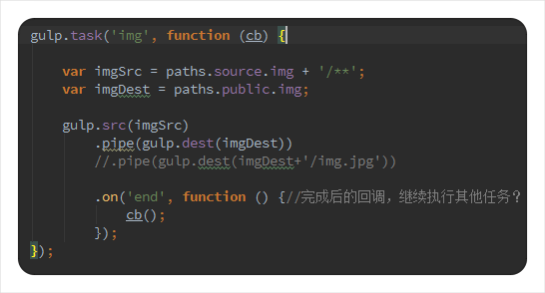 gulp.task('img', function (cb) {
var imgSrc = paths.source.img + '/**';
var imgDest = paths.public.img;
gulp.src(imgSrc)
.pipe(gulp.dest(imgDest))
//.pipe(gulp.dest(imgDest+'/img.jpg'))
.on('end', function () {//完成后的回调，继续执行其他任务？
cb();
});
});